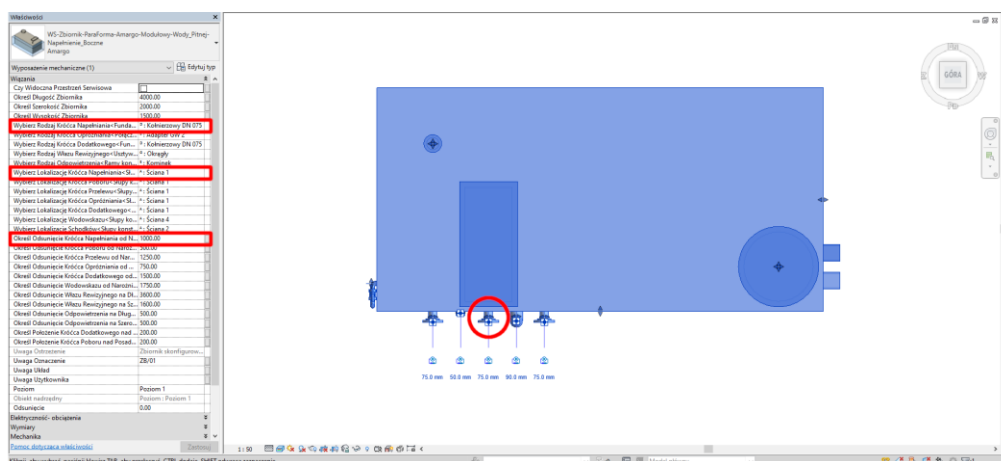 Właściwości
WS-Zbiornik-ParaForma-Amargo-Modułowy-Wody_Pitnej-
Napełnienie_Boczne
Amargo
Wyposażenie mechaniczne (1)
Edytuj typ
Wiązania
Czy Widoczna Przestrzeń Serwisowa
Określ Długość Zbiornika 4000.00
Określ Szerokość Zbiornika 2000.00
Określ Wysokość Zbiornika 1500.00
Wybierz Rodzaj Króćca Napełniania<Funda... * : Kołnierzowy DN 075
Wybierz Rodzaj Króćca Opróżniania<Połącz... * : Adapter GW 2
Wybierz Rodzaj Króćca Dodatkowego<Fun... * : Kołnierzowy DN 075
Wybierz Rodzaj Włazu Rewizyjnego<Usztyw... * : Okrągły
Wybierz Rodzaj Odpowietrzenia<Ramy kon... * : Kominek
Wybierz Lokalizację Króćca Napełniania<Sł... * : Ściana 1
Wybierz Lokalizację Króćca Poboru<Słupy k... * : Ściana 1
Wybierz Lokalizację Króćca Przelewu<Słupy... * : Ściana 1
Wybierz Lokalizację Króćca Opróżniania<Sł... * : Ściana 1
Wybierz Lokalizację Króćca Dodatkowego<... * : Ściana 1
Wybierz Lokalizację Wodowskazu<Słupy ko... * : Ściana 4
Wybierz Lokalizację Schodków<Słupy konst... * : Ściana 2
Określ Odsunięcie Króćca Napełniania od N... 1000.00
Określ Odsunięcie Króćca Poboru od Naroż... 500.00
Określ Odsunięcie Króćca Przelewu od Nar... 1250.00
Określ Odsunięcie Króćca Opróżniania od ... 750.00
Określ Odsunięcie Króćca Dodatkowego od... 1500.00
Określ Odsunięcie Wodowskazu od Narożni... 1750.00
Określ Odsunięcie Włazu Rewizyjnego na Dł... 3600.00
Określ Odsunięcie Włazu Rewizyjnego na Sz... 1600.00
Określ Odsunięcie Odpowietrzenia na Dług... 500.00
Określ Odsunięcie Odpowietrzenia na Szero... 500.00
Określ Położenie Króćca Dodatkowego nad ... 200.00
Określ Położenie Króćca Poboru nad Posad... 200.00
Uwaga Ostrzeżenie Zbiornik skonfigurow...
Uwaga Oznaczenie ZB/01
Uwaga Układ
Uwaga Użytkownika
Poziom Poziom 1
Obiekt nadrzędny Poziom : Poziom 1
Odsunięcie 0.00
Elektryczność - obciążenia
Wymiary
Mechanika
Pomoc dotycząca właściwości
Zastosuj
GÓRA
75.0 mm 50.0 mm 75.0 mm 90.0 mm 75.0 mm
1 : 50
Model główny